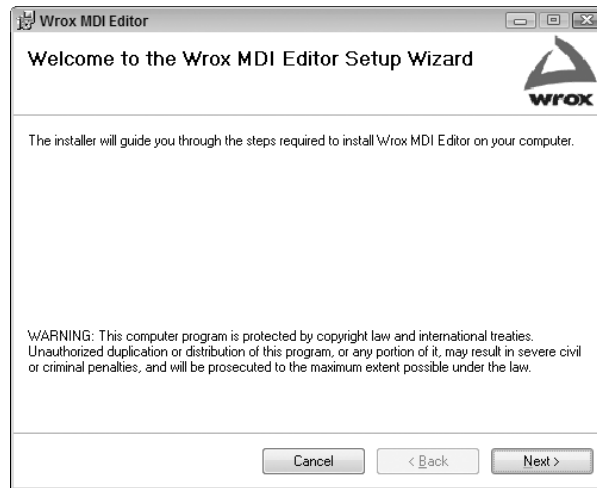 Wrox MDI Editor
Welcome to the Wrox MDI Editor Setup Wizard
wrox
The installer will guide you through the steps required to install Wrox MDI Editor on your computer.
WARNING: This computer program is protected by copyright law and international treaties.
Unauthorized duplication or distribution of this program, or any portion of it, may result in severe civil
or criminal penalties, and will be prosecuted to the maximum extent possible under the law.
Cancel < Back Next >